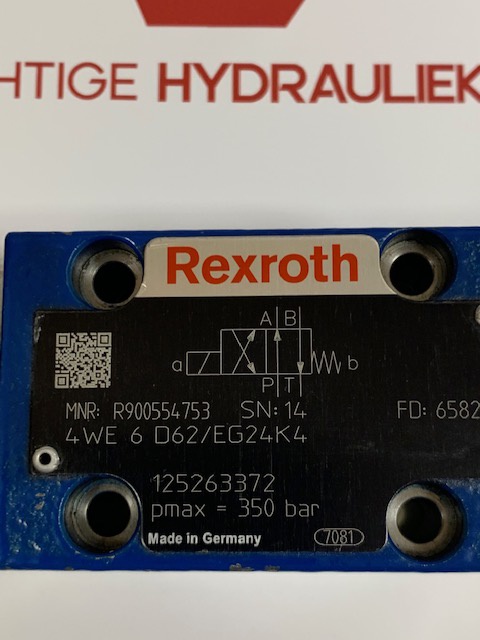 HTIGE HYDRAULIEK
Rexroth
A B
a b
P T
MNR: R900554753 SN: 14 FD: 6582
4WE 6 D62/EG24K4
125263372
pmax = 350 bar
Made in Germany 7081